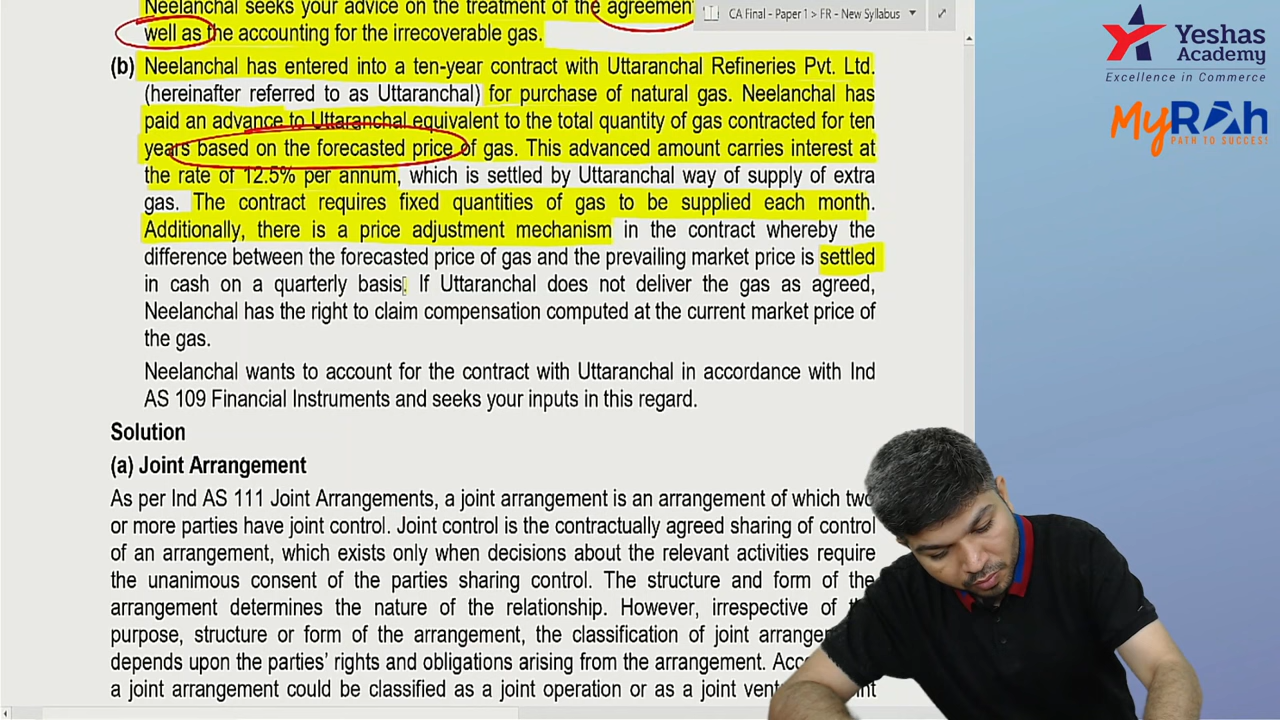 Neelanchal seeks your advice on the treatment of the agreemen
well as the accounting for the irrecoverable gas.
CA Final - Paper 1 > FR - New Syllabus
(b) Neelanchal has entered into a ten-year contract with Uttaranchal Refineries Pvt. Ltd.
(hereinafter referred to as Uttaranchal) for purchase of natural gas. Neelanchal has
paid an advance to Uttaranchal equivalent to the total quantity of gas contracted for ten
years based on the forecasted price of gas. This advanced amount carries interest at
the rate of 12.5% per annum, which is settled by Uttaranchal way of supply of extra
gas. The contract requires fixed quantities of gas to be supplied each month.
Additionally, there is a price adjustment mechanism in the contract whereby the
difference between the forecasted price of gas and the prevailing market price is settled
in cash on a quarterly basis. If Uttaranchal does not deliver the gas as agreed,
Neelanchal has the right to claim compensation computed at the current market price of
the gas.
Neelanchal wants to account for the contract with Uttaranchal in accordance with Ind
AS 109 Financial Instruments and seeks your inputs in this regard.
Solution
(a) Joint Arrangement
As per Ind AS 111 Joint Arrangements, a joint arrangement is an arrangement of which two
or more parties have joint control. Joint control is the contractually agreed sharing of control
of an arrangement, which exists only when decisions about the relevant activities require
the unanimous consent of the parties sharing control. The structure and form of the
arrangement determines the nature of the relationship. However, irrespective of
purpose, structure or form of the arrangement, the classification of joint arrange
depends upon the parties' rights and obligations arising from the arrangement. Acco
a joint arrangement could be classified as a joint operation or as a joint vent
Yeshas
Academy
Excellence in Commerce
MyRAh
PATH TO SUCCESS